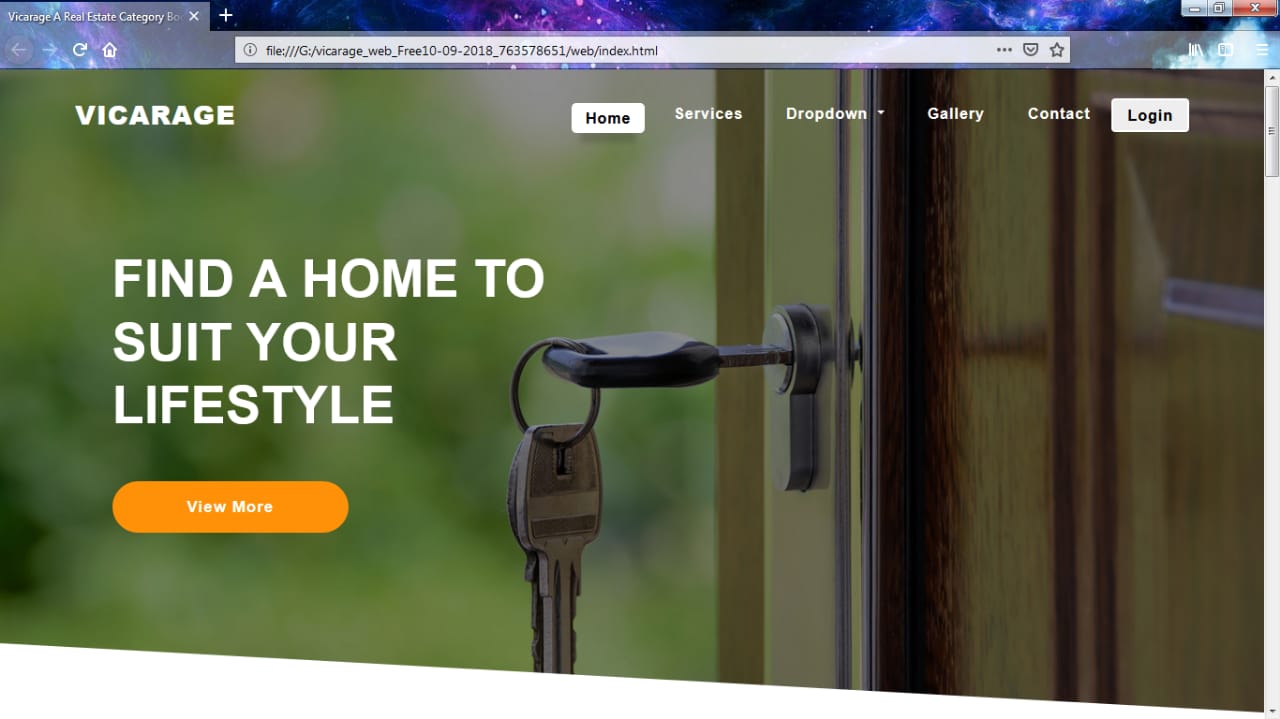 Vicarage A Real Estate Category Bo
file:///G:/vicarage_web_Free10-09-2018_763578651/web/index.html
VICARAGE
Home
Services
Dropdown
Gallery
Contact
Login
FIND A HOME TO
SUIT YOUR
LIFESTYLE
View More